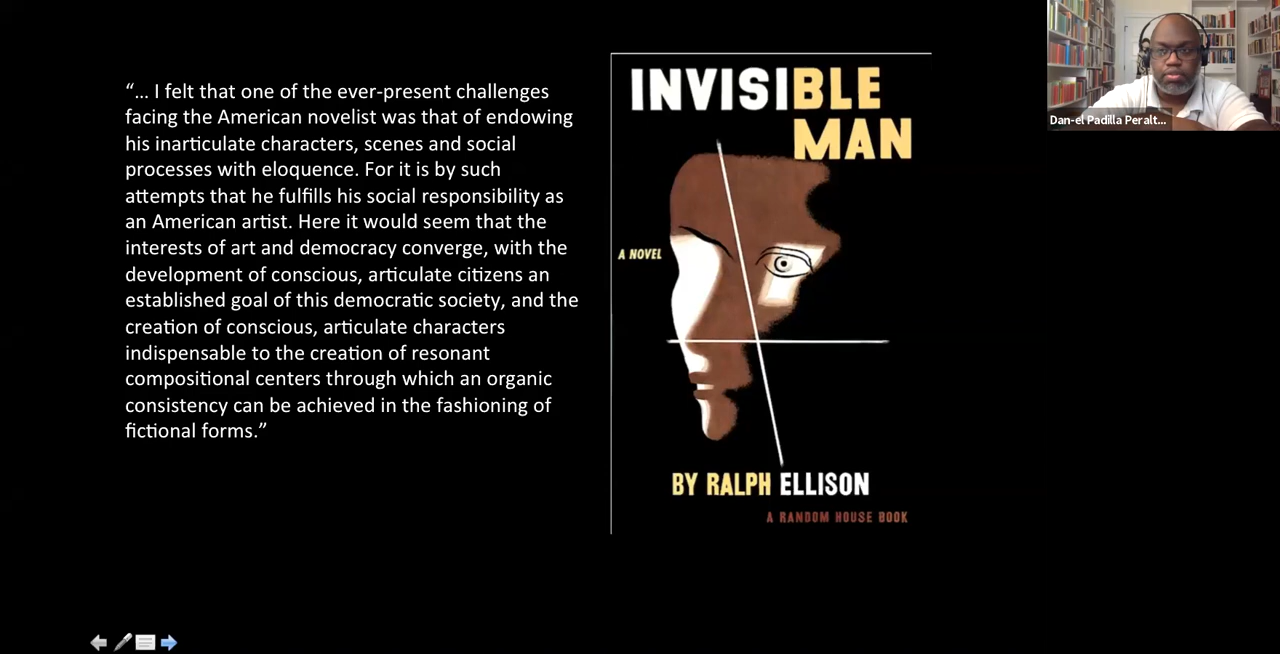 “... I felt that one of the ever-present challenges
facing the American novelist was that of endowing
his inarticulate characters, scenes and social
processes with eloquence. For it is by such
attempts that he fulfills his social responsibility as
an American artist. Here it would seem that the
interests of art and democracy converge, with the
development of conscious, articulate citizens an
established goal of this democratic society, and the
creation of conscious, articulate characters
indispensable to the creation of resonant
compositional centers through which an organic
consistency can be achieved in the fashioning of
fictional forms.”
INVISIBLE
MAN
A NOVEL
BY RALPH ELLISON
A RANDOM HOUSE BOOK
Dan-el Padilla Peralt...